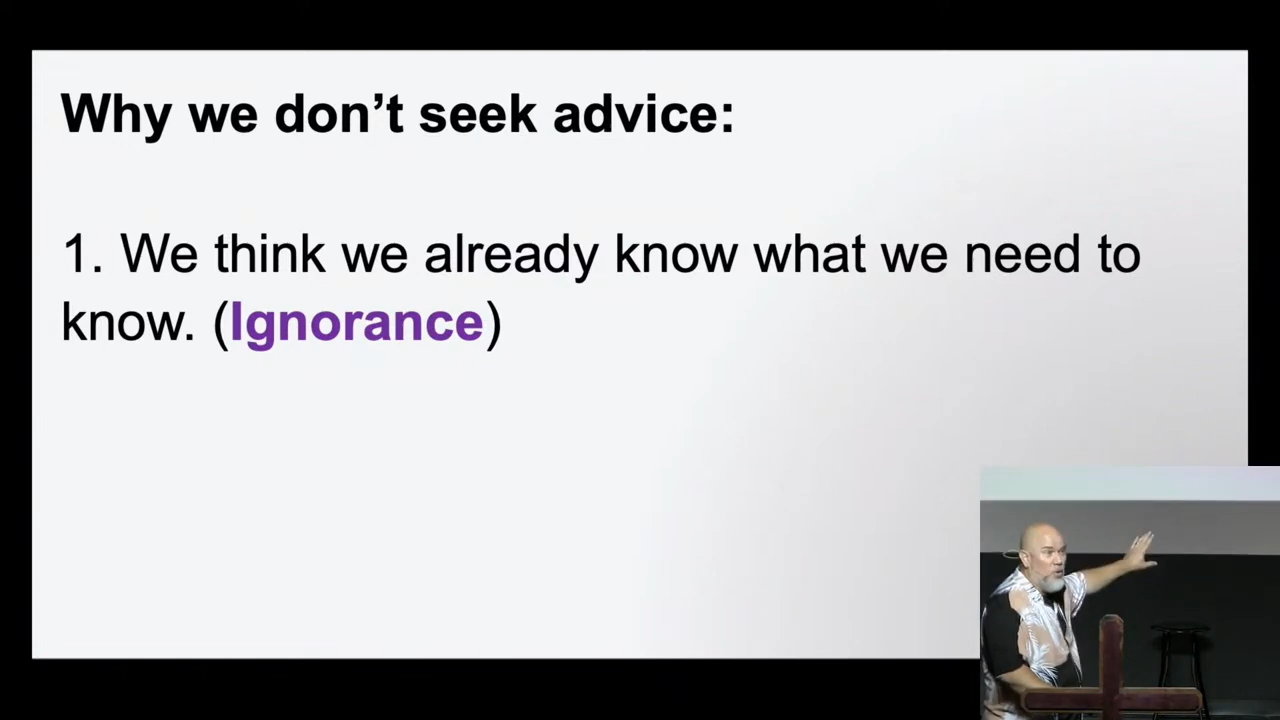 Why we don’t seek advice:
1. We think we already know what we need to
know. (Ignorance)